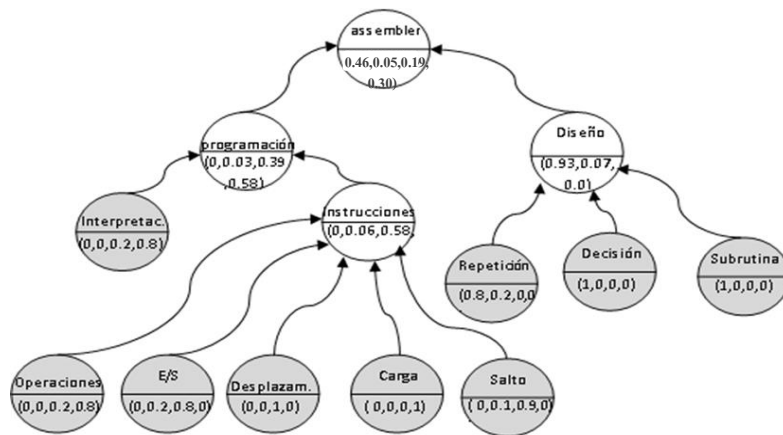 assembler
0.46,0.05,0.19,
0.30)
programación
(0,0.03,0.39
,0.58)
Diseño
(0.93,0.07,
0.0)
Interpretac.
(0,0,0.2,0.8)
Instrucciones
(0,0.06,0.58,
Repetición
(0.8,0.2,0,0
Decisión
(1,0,0,0)
Subrutina
(1,0,0,0)
Operaciones
(0,0,0.2,0.8)
E/S
(0,0.2,0.8,0)
Desplazam.
(0,0,1,0)
Carga
( 0,0,0,1)
Salto
( 0,0.1,0.9,0)